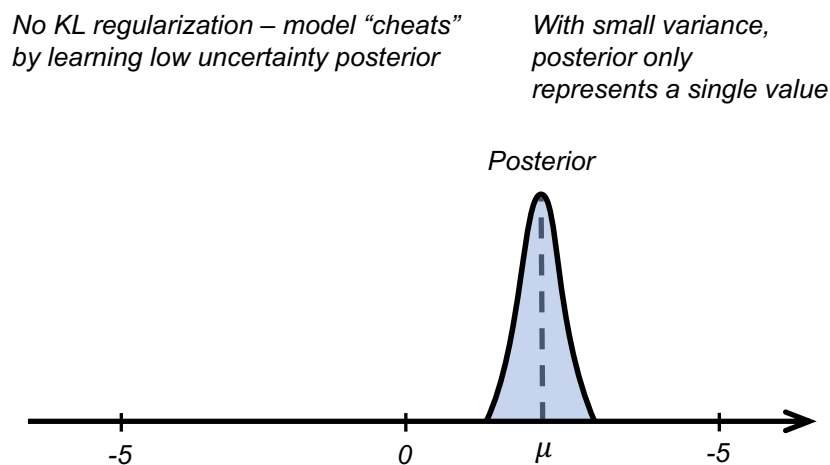 No KL regularization – model “cheats”
by learning low uncertainty posterior
With small variance,
posterior only
represents a single value
Posterior
-5
0
μ
-5